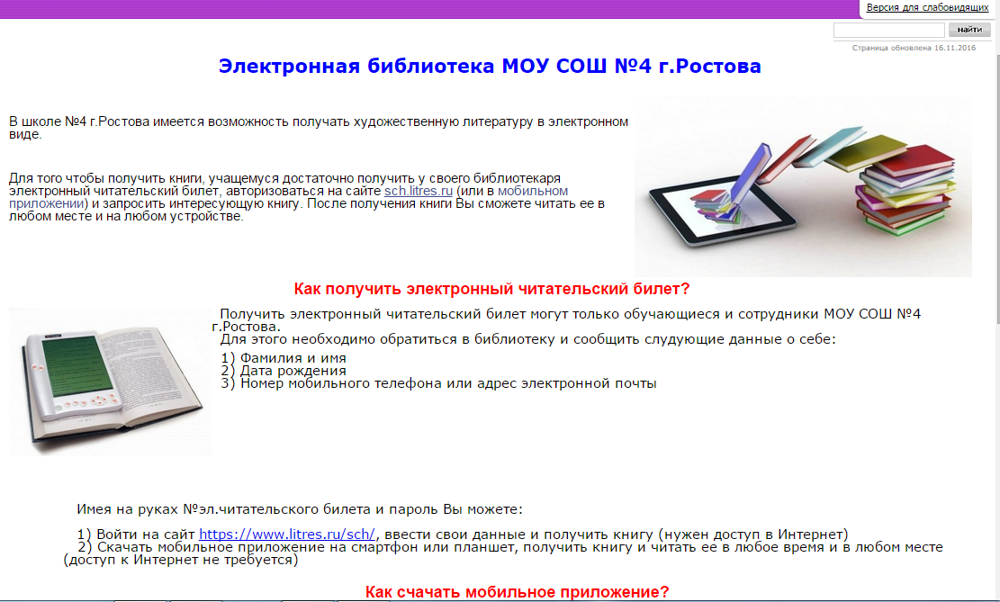 Версия для слабовидящих
найти
Страница обновлена 16.11.2016
Электронная библиотека МОУ СОШ №4 г.Ростова
В школе №4 г.Ростова имеется возможность получать художественную литературу в электронном
виде.
Для того чтобы получить книги, учащемуся достаточно получить у своего библиотекаря
электронный читательский билет, авторизоваться на сайте sch.litres.ru (или в мобильном
приложении) и запросить интересующую книгу. После получения книги Вы сможете читать ее в
любом месте и на любом устройстве.
Как получить электронный читательский билет?
Получить электронный читательский билет могут только обучающиеся и сотрудники МОУ СОШ №4
г.Ростова.
Для этого необходимо обратиться в библиотеку и сообщить слудующие данные о себе:
1) Фамилия и имя
2) Дата рождения
3) Номер мобильного телефона или адрес электронной почты
Имея на руках №эл.читательского билета и пароль Вы можете:
1) Войти на сайт https://www.litres.ru/sch/, ввести свои данные и получить книгу (нужен доступ в Интернет)
2) Скачать мобильное приложение на смартфон или планшет, получить книгу и читать ее в любое время и в любом месте
(доступ к Интернет не требуется)
Как скачать мобильное приложение?